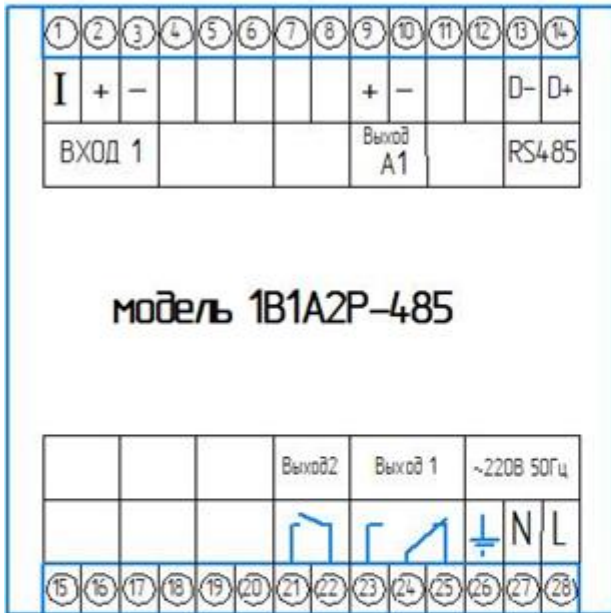 1 2 3 4 5 6 7 8 9 10 11 12 13 14
I + − + − D- D+
ВХОД 1 Выход A1 RS485
модель 1В1А2Р-485
Выход2 Выход 1 ~220В 50Гц
N L
15 16 17 18 19 20 21 22 23 24 25 26 27 28